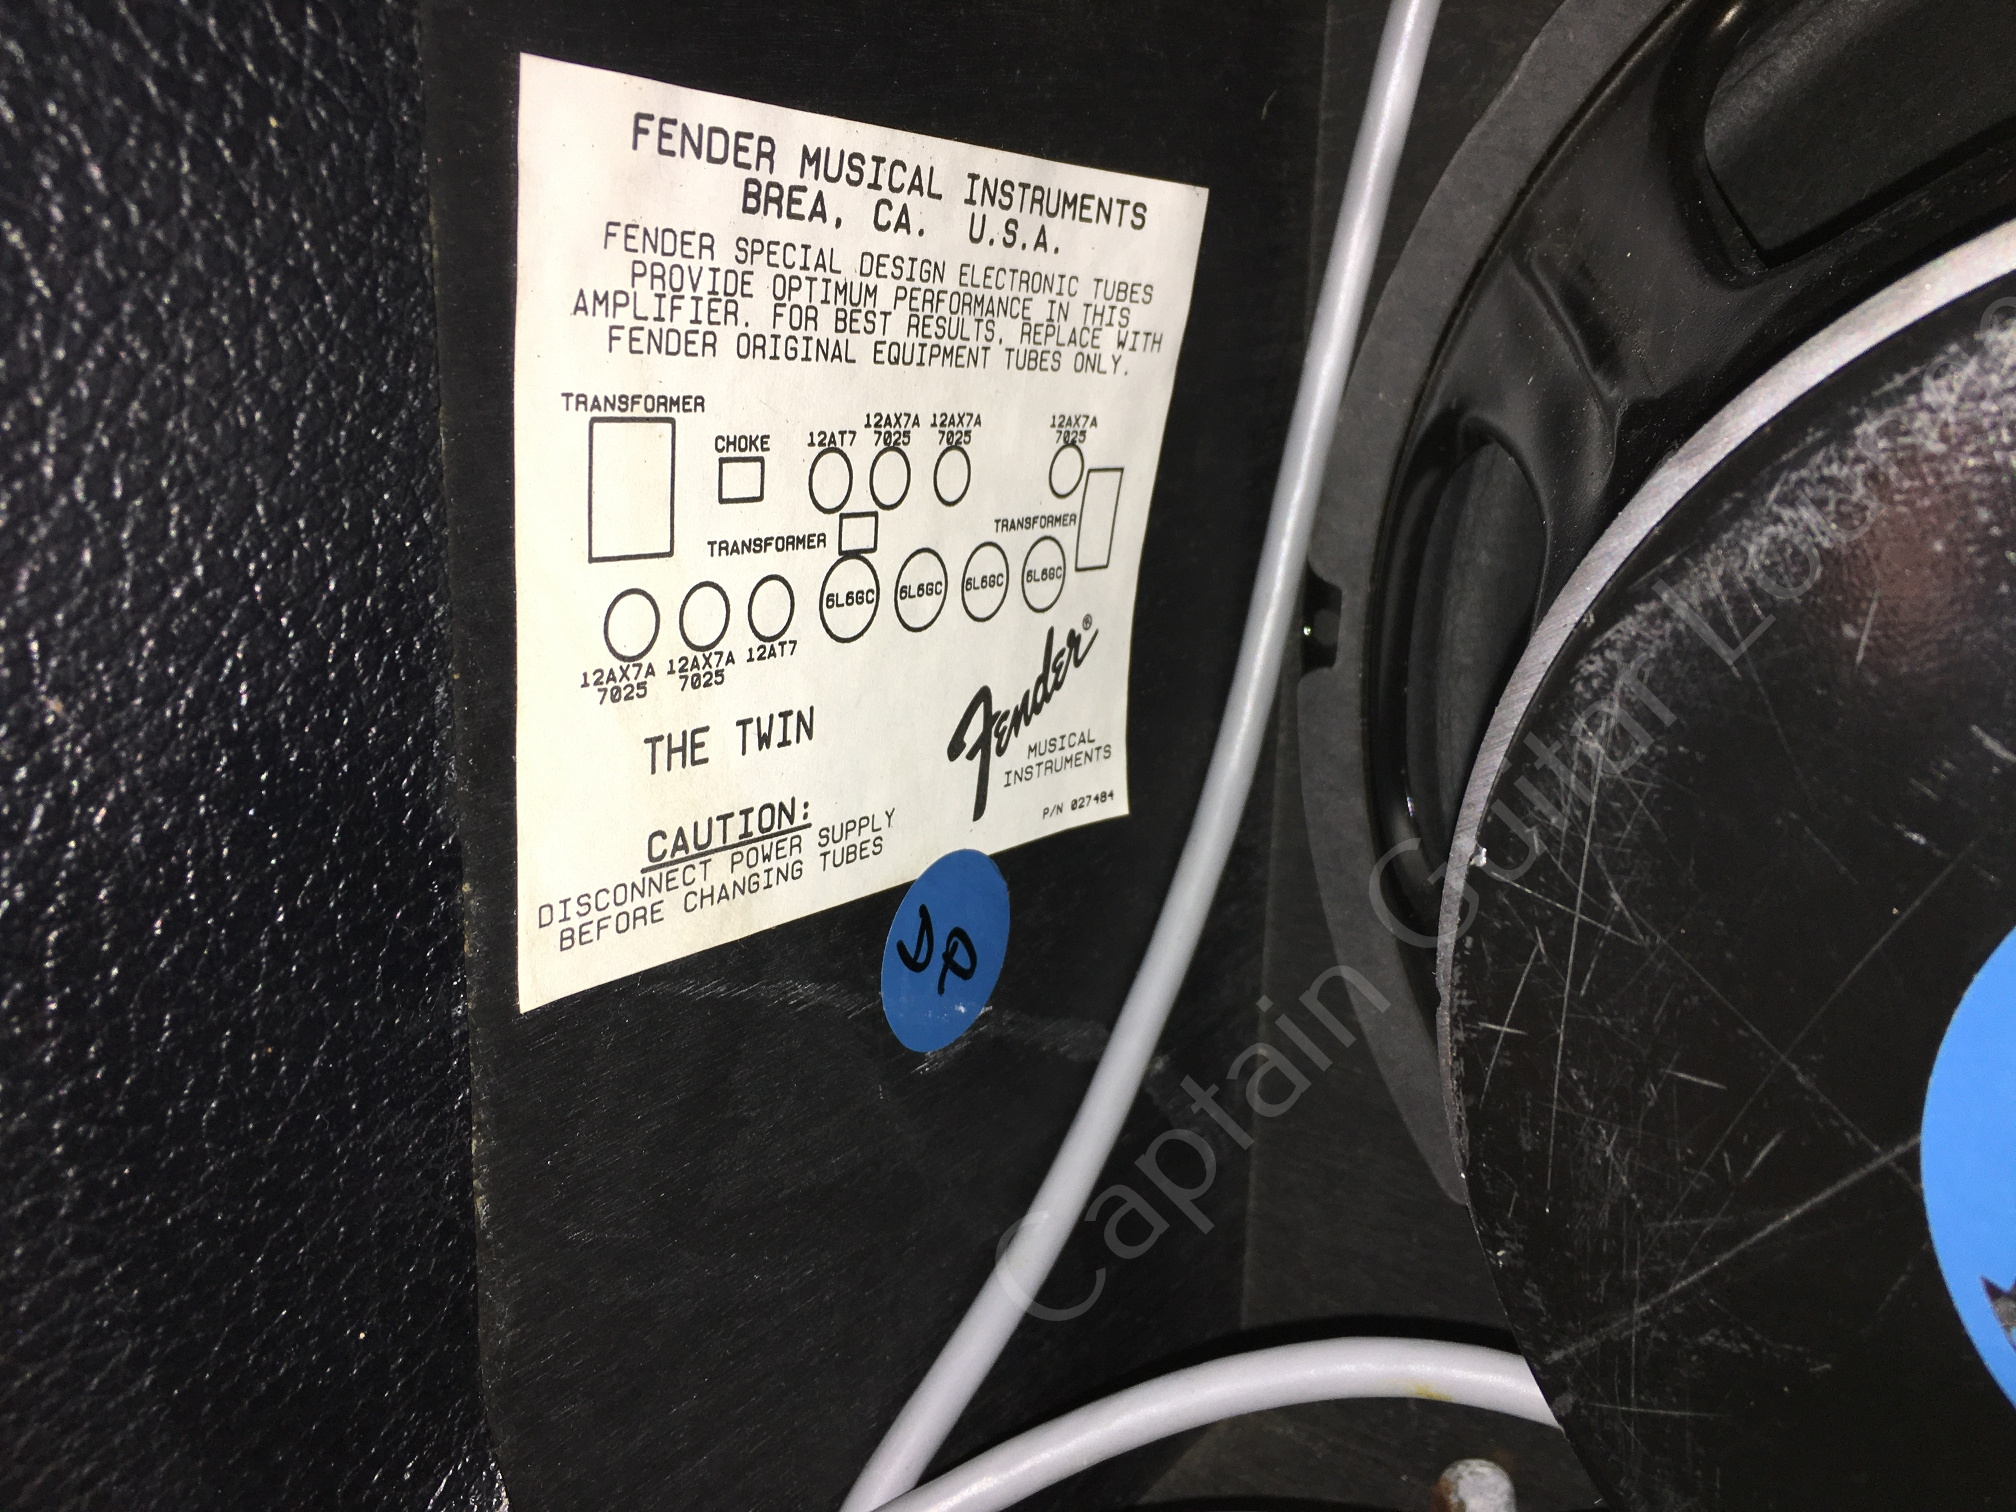 FENDER MUSICAL INSTRUMENTS
BREA, CA. U.S.A.
FENDER SPECIAL DESIGN ELECTRONIC TUBES
PROVIDE OPTIMUM PERFORMANCE IN THIS
AMPLIFIER. FOR BEST RESULTS, REPLACE WITH
FENDER ORIGINAL EQUIPMENT TUBES ONLY.
TRANSFORMER
CHOKE
12AT7
12AX7A
7025
12AX7A
7025
12AX7A
7025
TRANSFORMER
TRANSFORMER
6L6GC
6L6GC
6L6GC
6L6GC
12AX7A
7025
12AX7A
7025
12AT7
THE TWIN
Fender®
MUSICAL
INSTRUMENTS
P/N 027484
CAUTION:
DISCONNECT POWER SUPPLY
BEFORE CHANGING TUBES
Captain Guitar